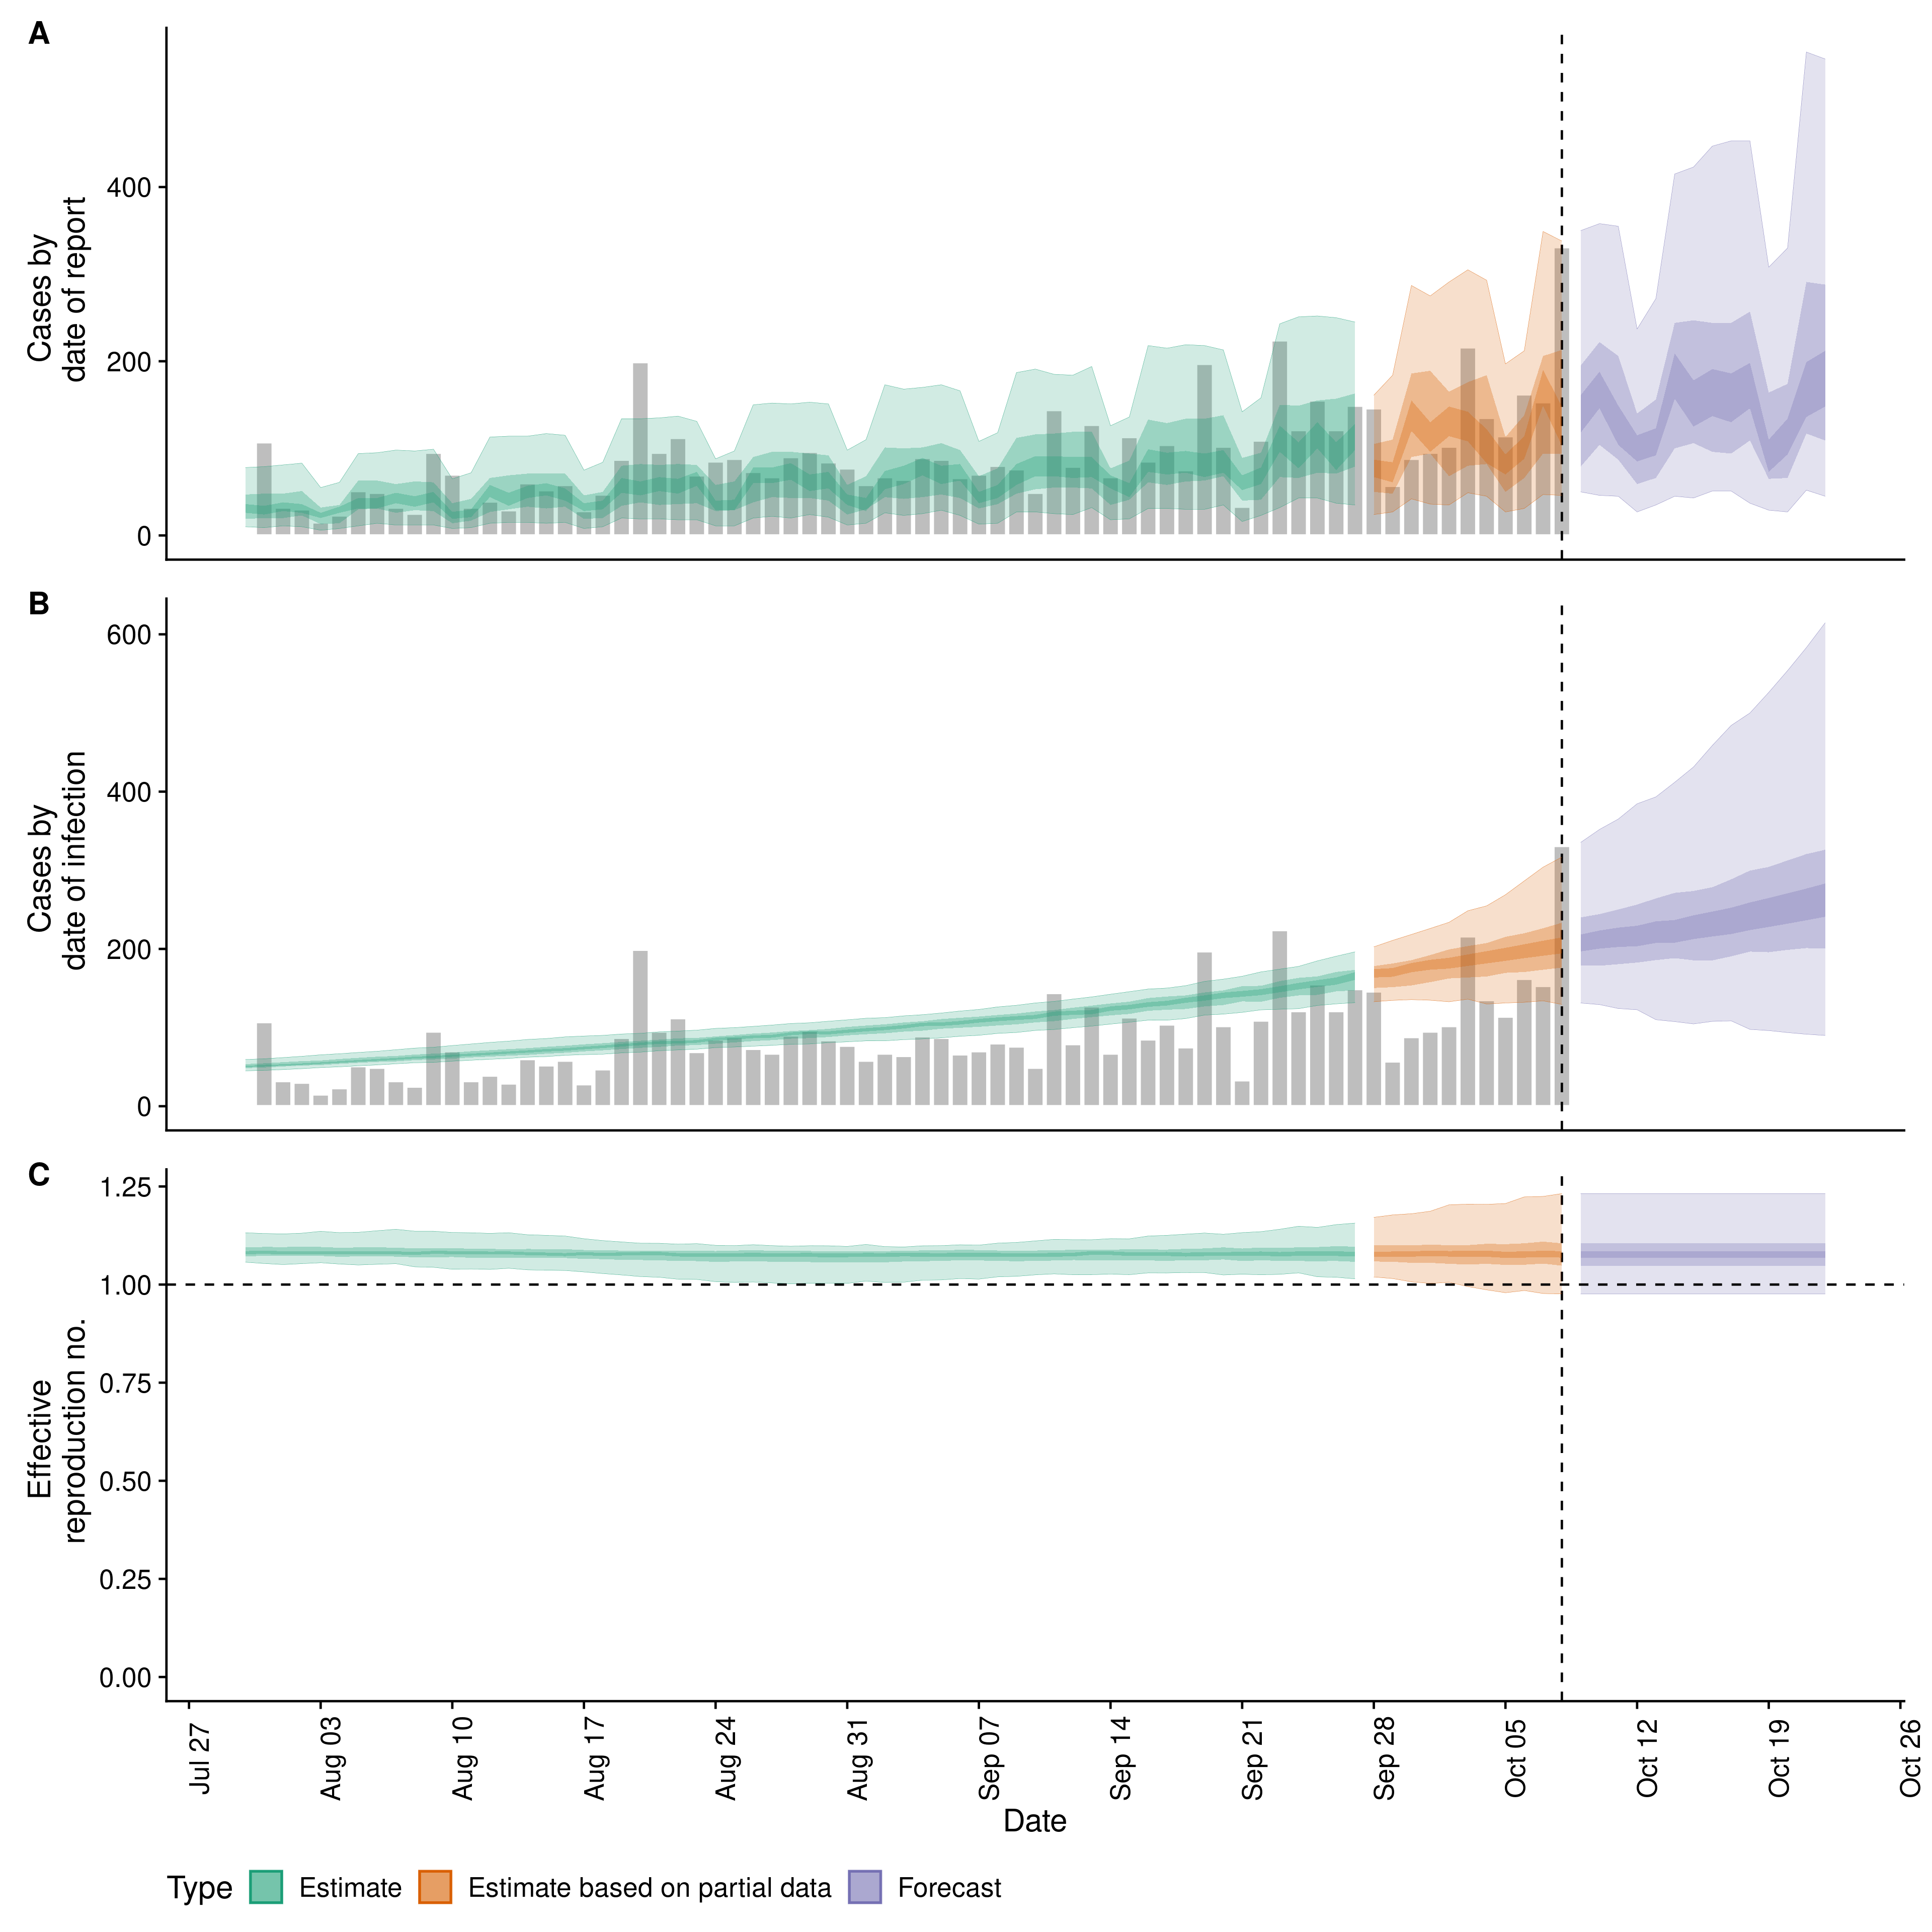 A
Cases by
date of report
400
200
0
B
Cases by
date of infection
600
400
200
0
C
Effective
reproduction no.
1.25
1.00
0.75
0.50
0.25
0.00
Jul 27
Aug 03
Aug 10
Aug 17
Aug 24
Aug 31
Sep 07
Sep 14
Sep 21
Sep 28
Oct 05
Oct 12
Oct 19
Oct 26
Date
Type Estimate Estimate based on partial data Forecast